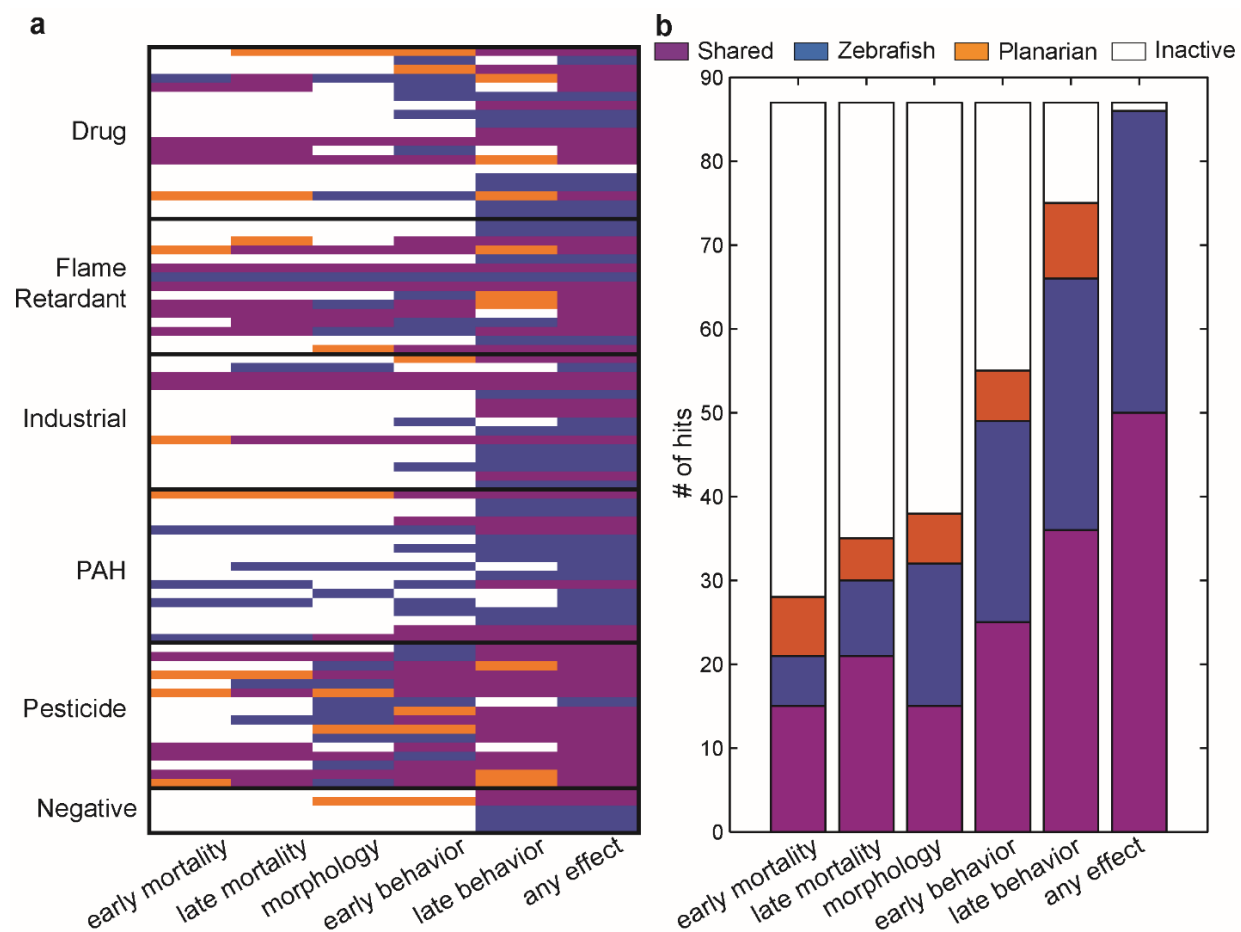 a
Drug
Flame
Retardant
Industrial
PAH
Pesticide
Negative
early mortality
late mortality
morphology
early behavior
late behavior
any effect
b
Shared Zebrafish Planarian Inactive
# of hits
90
80
70
60
50
40
30
20
10
0
early mortality
late mortality
morphology
early behavior
late behavior
any effect